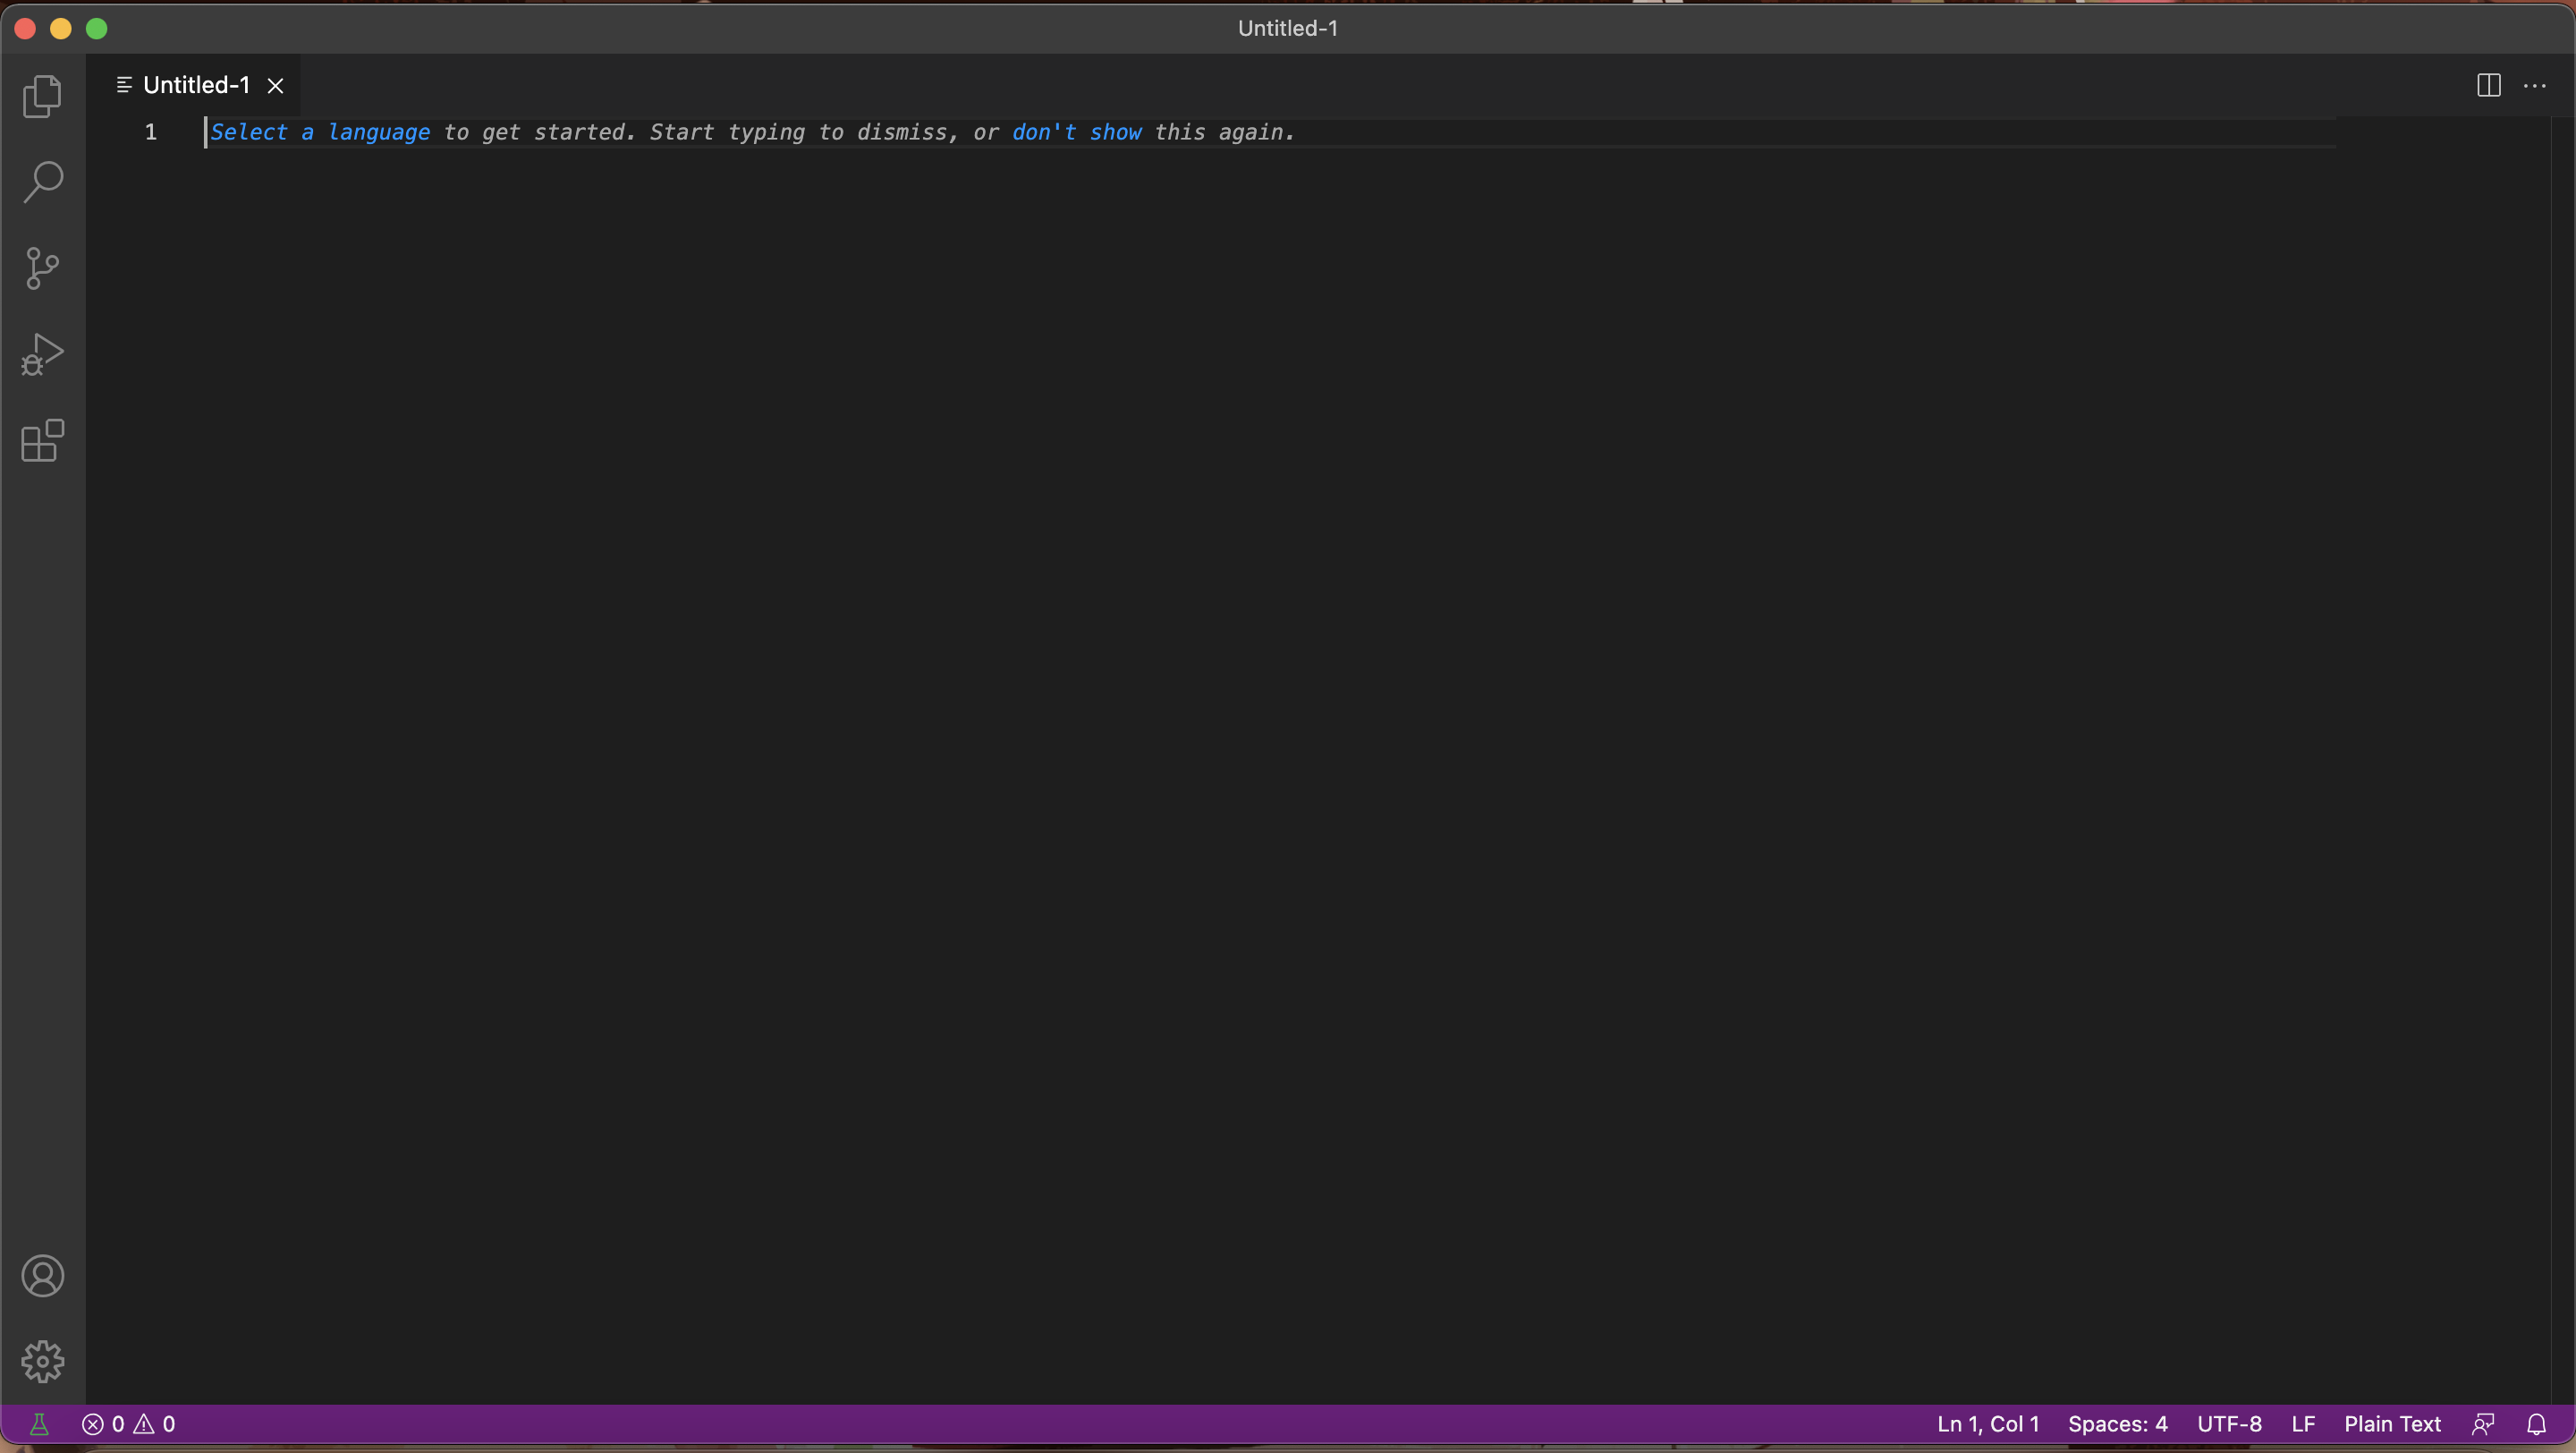 Untitled-1
Untitled-1
1 Select a language to get started. Start typing to dismiss, or don't show this again.
0 0 Ln 1, Col 1 Spaces: 4 UTF-8 LF Plain Text